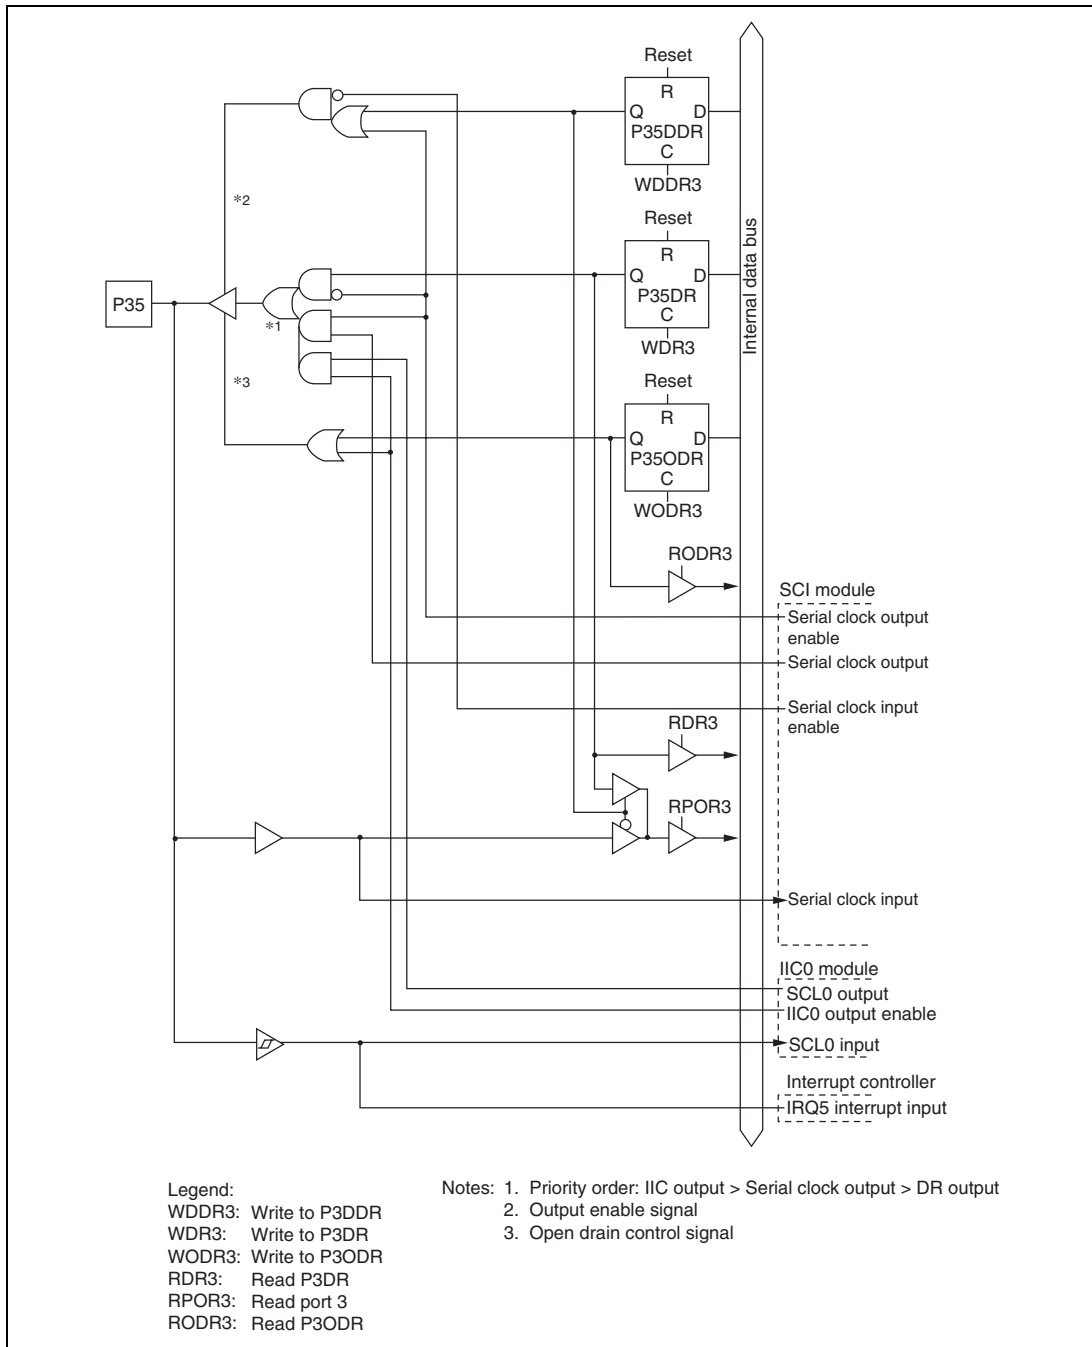 Reset
R
Q D
P35DDR
C
WDDR3
*2
Reset
R
Q D
P35DR
C
WDR3
Internal data bus
P35
*1
*3
Reset
R
Q D
P35ODR
C
WODR3
RODR3
SCI module
Serial clock output
enable
Serial clock output
Serial clock input
enable
RDR3
RPOR3
Serial clock input
IIC0 module
SCL0 output
IIC0 output enable
SCL0 input
Interrupt controller
IRQ5 interrupt input
Legend:
WDDR3: Write to P3DDR
WDR3: Write to P3DR
WODR3: Write to P3ODR
RDR3: Read P3DR
RPOR3: Read port 3
RODR3: Read P3ODR
Notes: 1. Priority order: IIC output > Serial clock output > DR output
2. Output enable signal
3. Open drain control signal